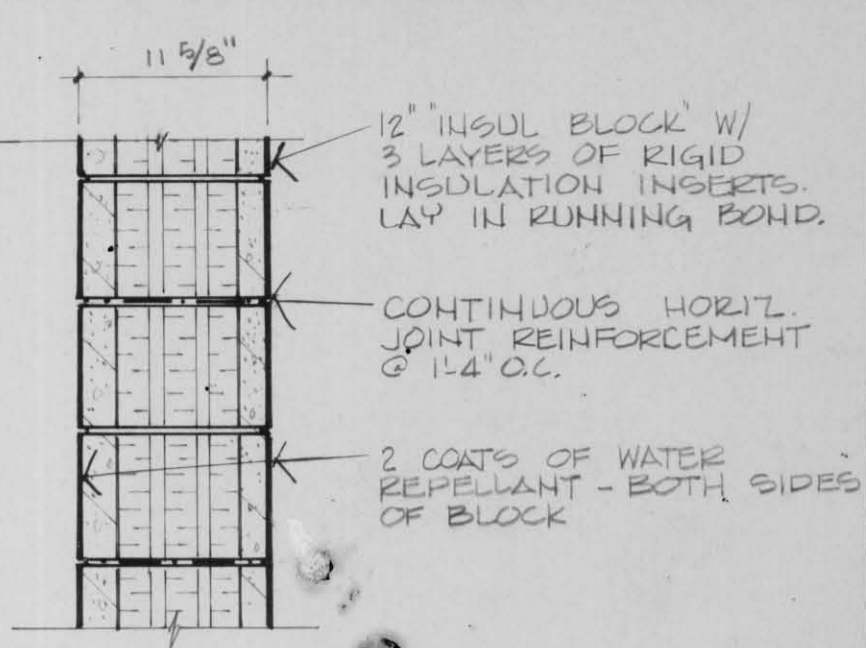 11 5/8"
12" "INSUL BLOCK" W/
3 LAYERS OF RIGID
INSULATION INSERTS.
LAY IN RUNNING BOND.
CONTINUOUS HORIZ.
JOINT REINFORCEMENT
@ 1'-4" O.C.
2 COATS OF WATER
REPELLANT - BOTH SIDES
OF BLOCK